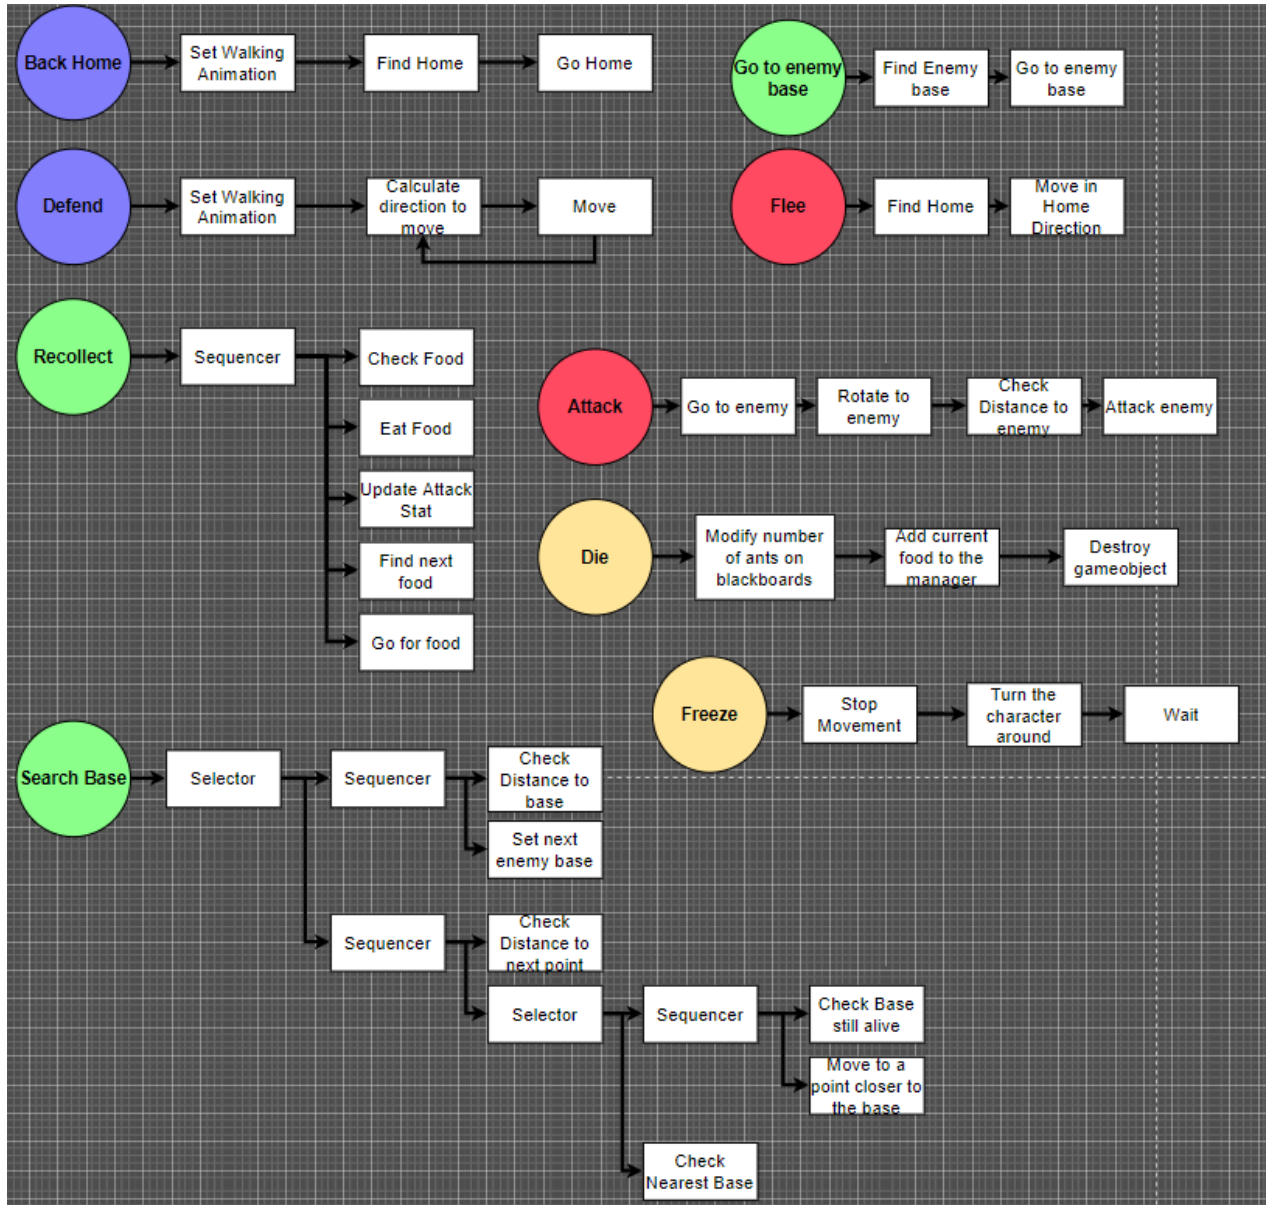 Back Home
Set Walking
Animation
Find Home
Go Home
Go to enemy
base
Find Enemy
base
Go to enemy
base
Defend
Set Walking
Animation
Calculate
direction to
move
Move
Flee
Find Home
Move in
Home
Direction
Recollect
Sequencer
Check Food
Eat Food
Update Attack
Stat
Find next
food
Go for food
Attack
Go to enemy
Rotate to
enemy
Check
Distance to
enemy
Attack enemy
Die
Modify number
of ants on
blackboards
Add current
food to the
manager
Destroy
gameobject
Freeze
Stop
Movement
Turn the
character
around
Wait
Search Base
Selector
Sequencer
Check
Distance to
base
Set next
enemy base
Sequencer
Check
Distance to
next point
Selector
Sequencer
Check Base
still alive
Move to a
point closer to
the base
Check
Nearest Base